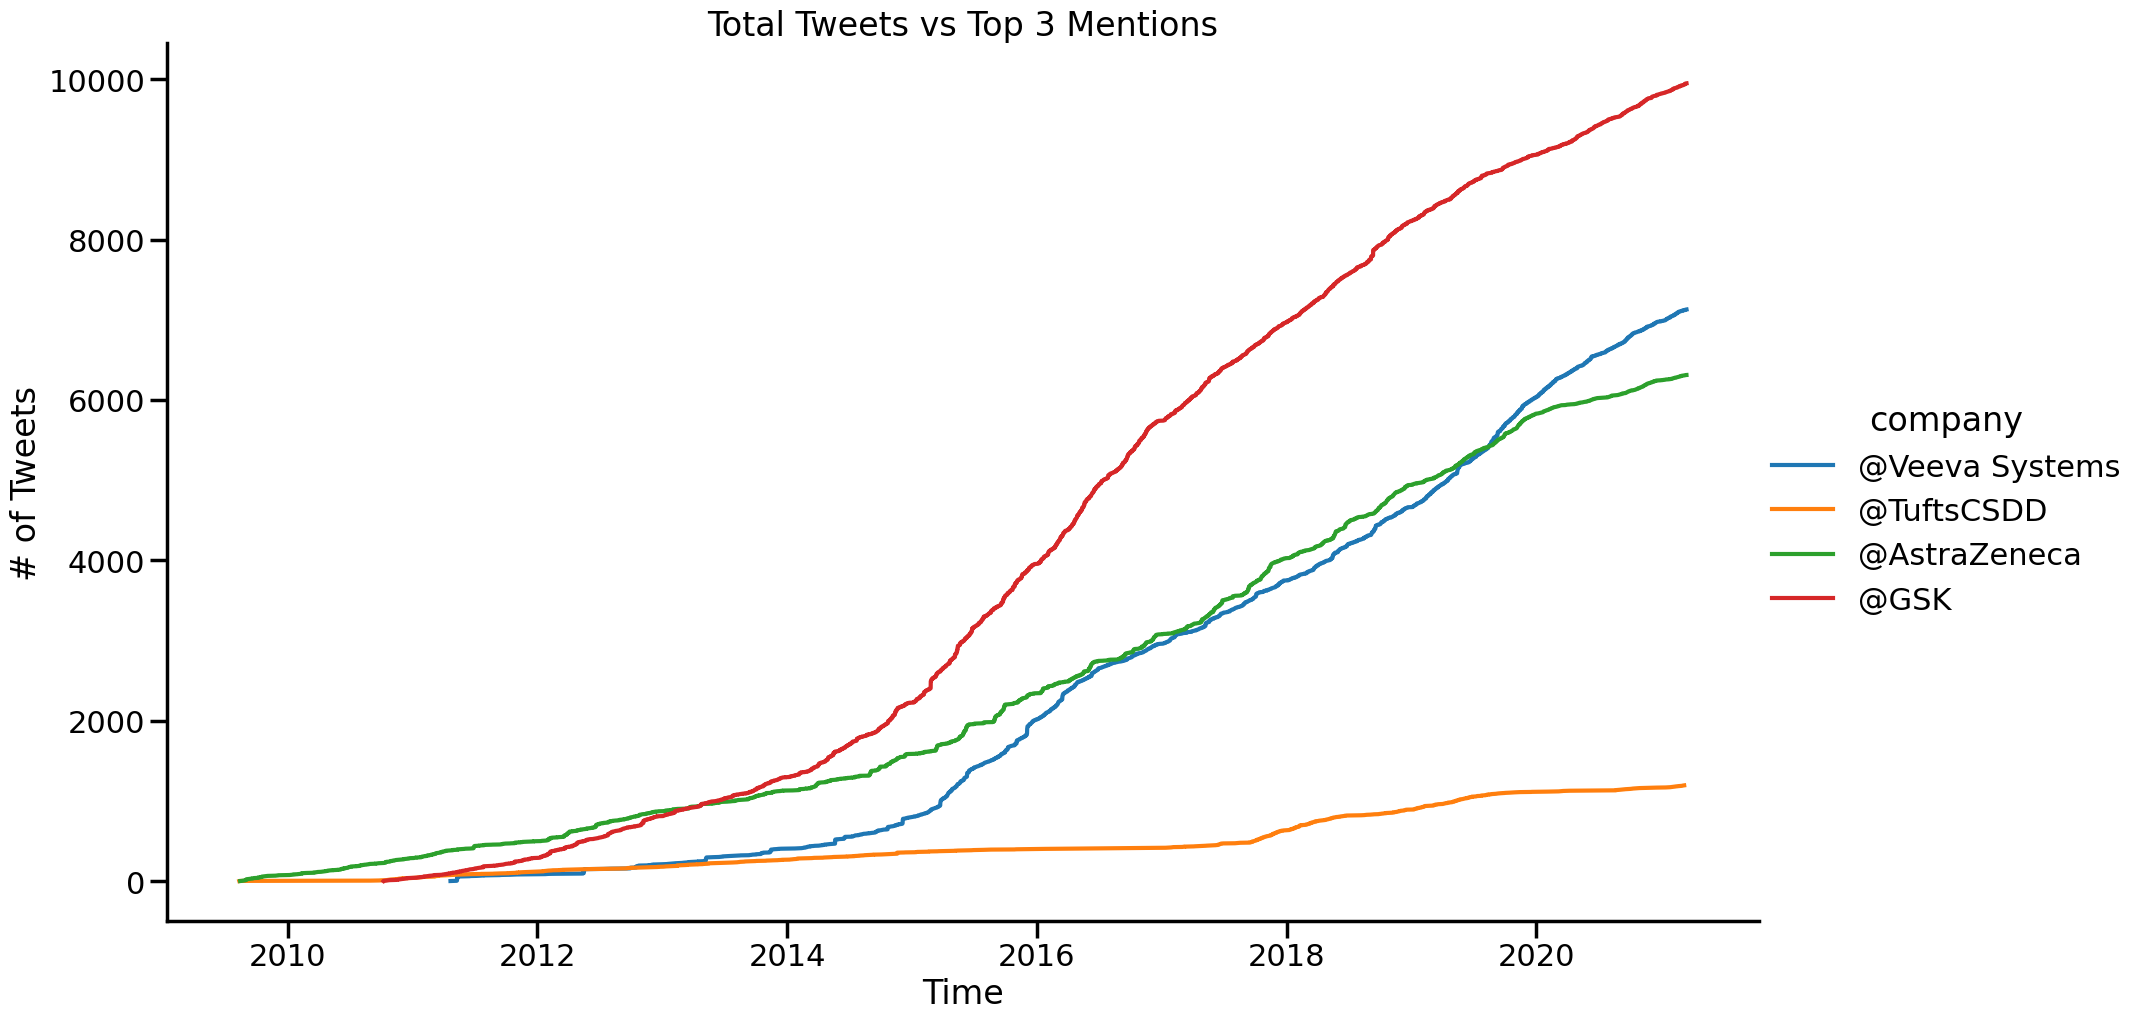 Total Tweets vs Top 3 Mentions
# of Tweets
10000
8000
6000
4000
2000
0
2010 2012 2014 2016 2018 2020
Time
company
@Veeva Systems
@TuftsCSDD
@AstraZeneca
@GSK